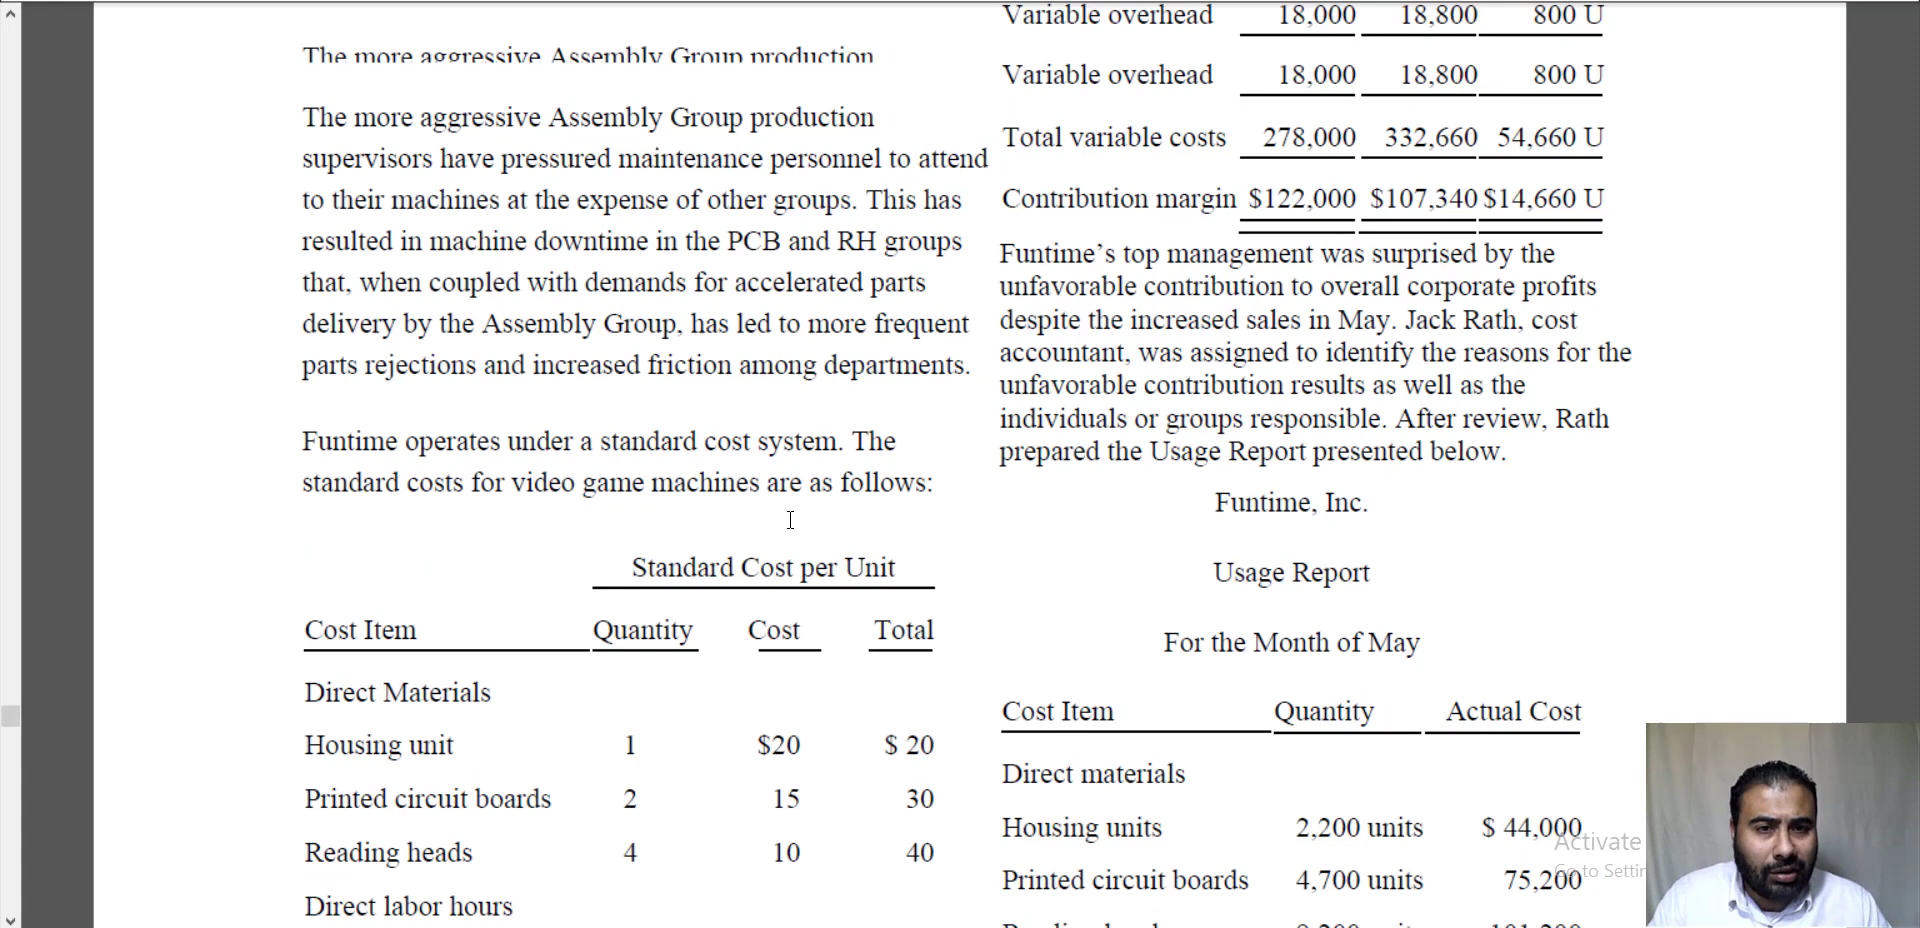 The more aggressive Assembly Group production
The more aggressive Assembly Group production
supervisors have pressured maintenance personnel to attend
to their machines at the expense of other groups. This has
resulted in machine downtime in the PCB and RH groups
that, when coupled with demands for accelerated parts
delivery by the Assembly Group, has led to more frequent
parts rejections and increased friction among departments.
Funtime operates under a standard cost system. The
standard costs for video game machines are as follows:
Standard Cost per Unit
Cost Item Quantity Cost Total
Direct Materials
Housing unit 1 $20 $ 20
Printed circuit boards 2 15 30
Reading heads 4 10 40
Direct labor hours
Variable overhead 18,000 18,800 800 U
Variable overhead 18,000 18,800 800 U
Total variable costs 278,000 332,660 54,660 U
Contribution margin $122,000 $107,340 $14,660 U
Funtime’s top management was surprised by the
unfavorable contribution to overall corporate profits
despite the increased sales in May. Jack Rath, cost
accountant, was assigned to identify the reasons for the
unfavorable contribution results as well as the
individuals or groups responsible. After review, Rath
prepared the Usage Report presented below.
Funtime, Inc.
Usage Report
For the Month of May
Cost Item Quantity Actual Cost
Direct materials
Housing units 2,200 units $ 44,000
Printed circuit boards 4,700 units 75,200
Activate
Go to Settin